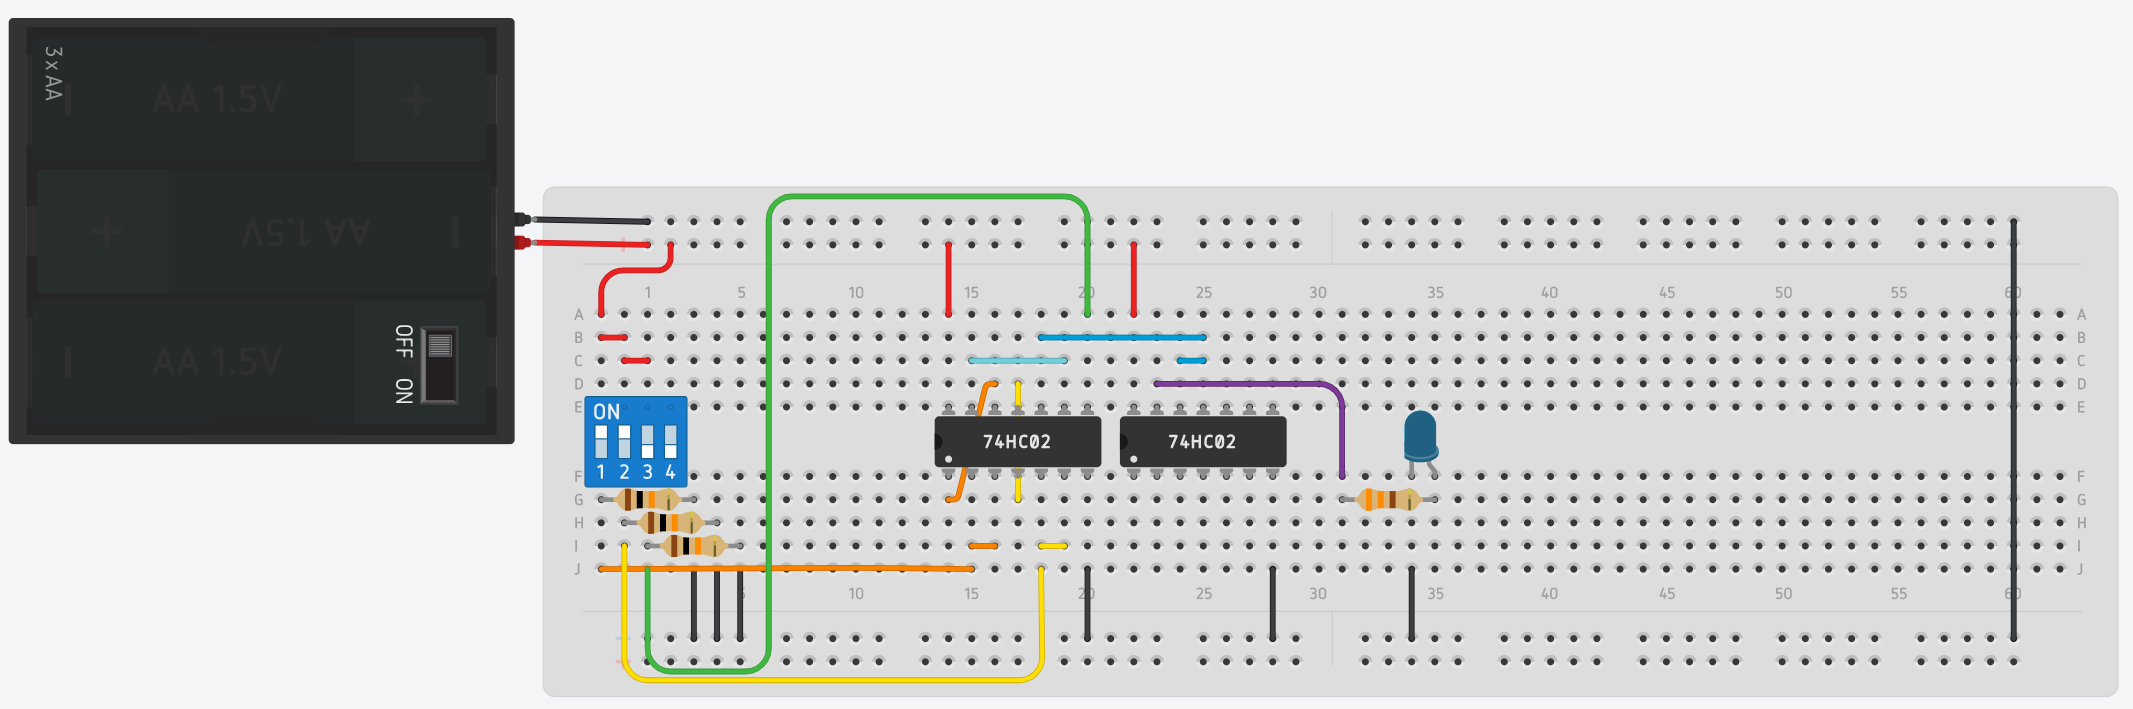 3 x AA
AA 1.5V
+
AA 1.5V
+
AA 1.5V
OFF ON
1 5 10 15 20 25 30 35 40 45 50 55 60
A A
B B
C C
D D
E E
ON
1 2 3 4
74HC02 74HC02
F F
G G
H H
I I
J J
5 10 15 20 25 30 35 40 45 50 55 60